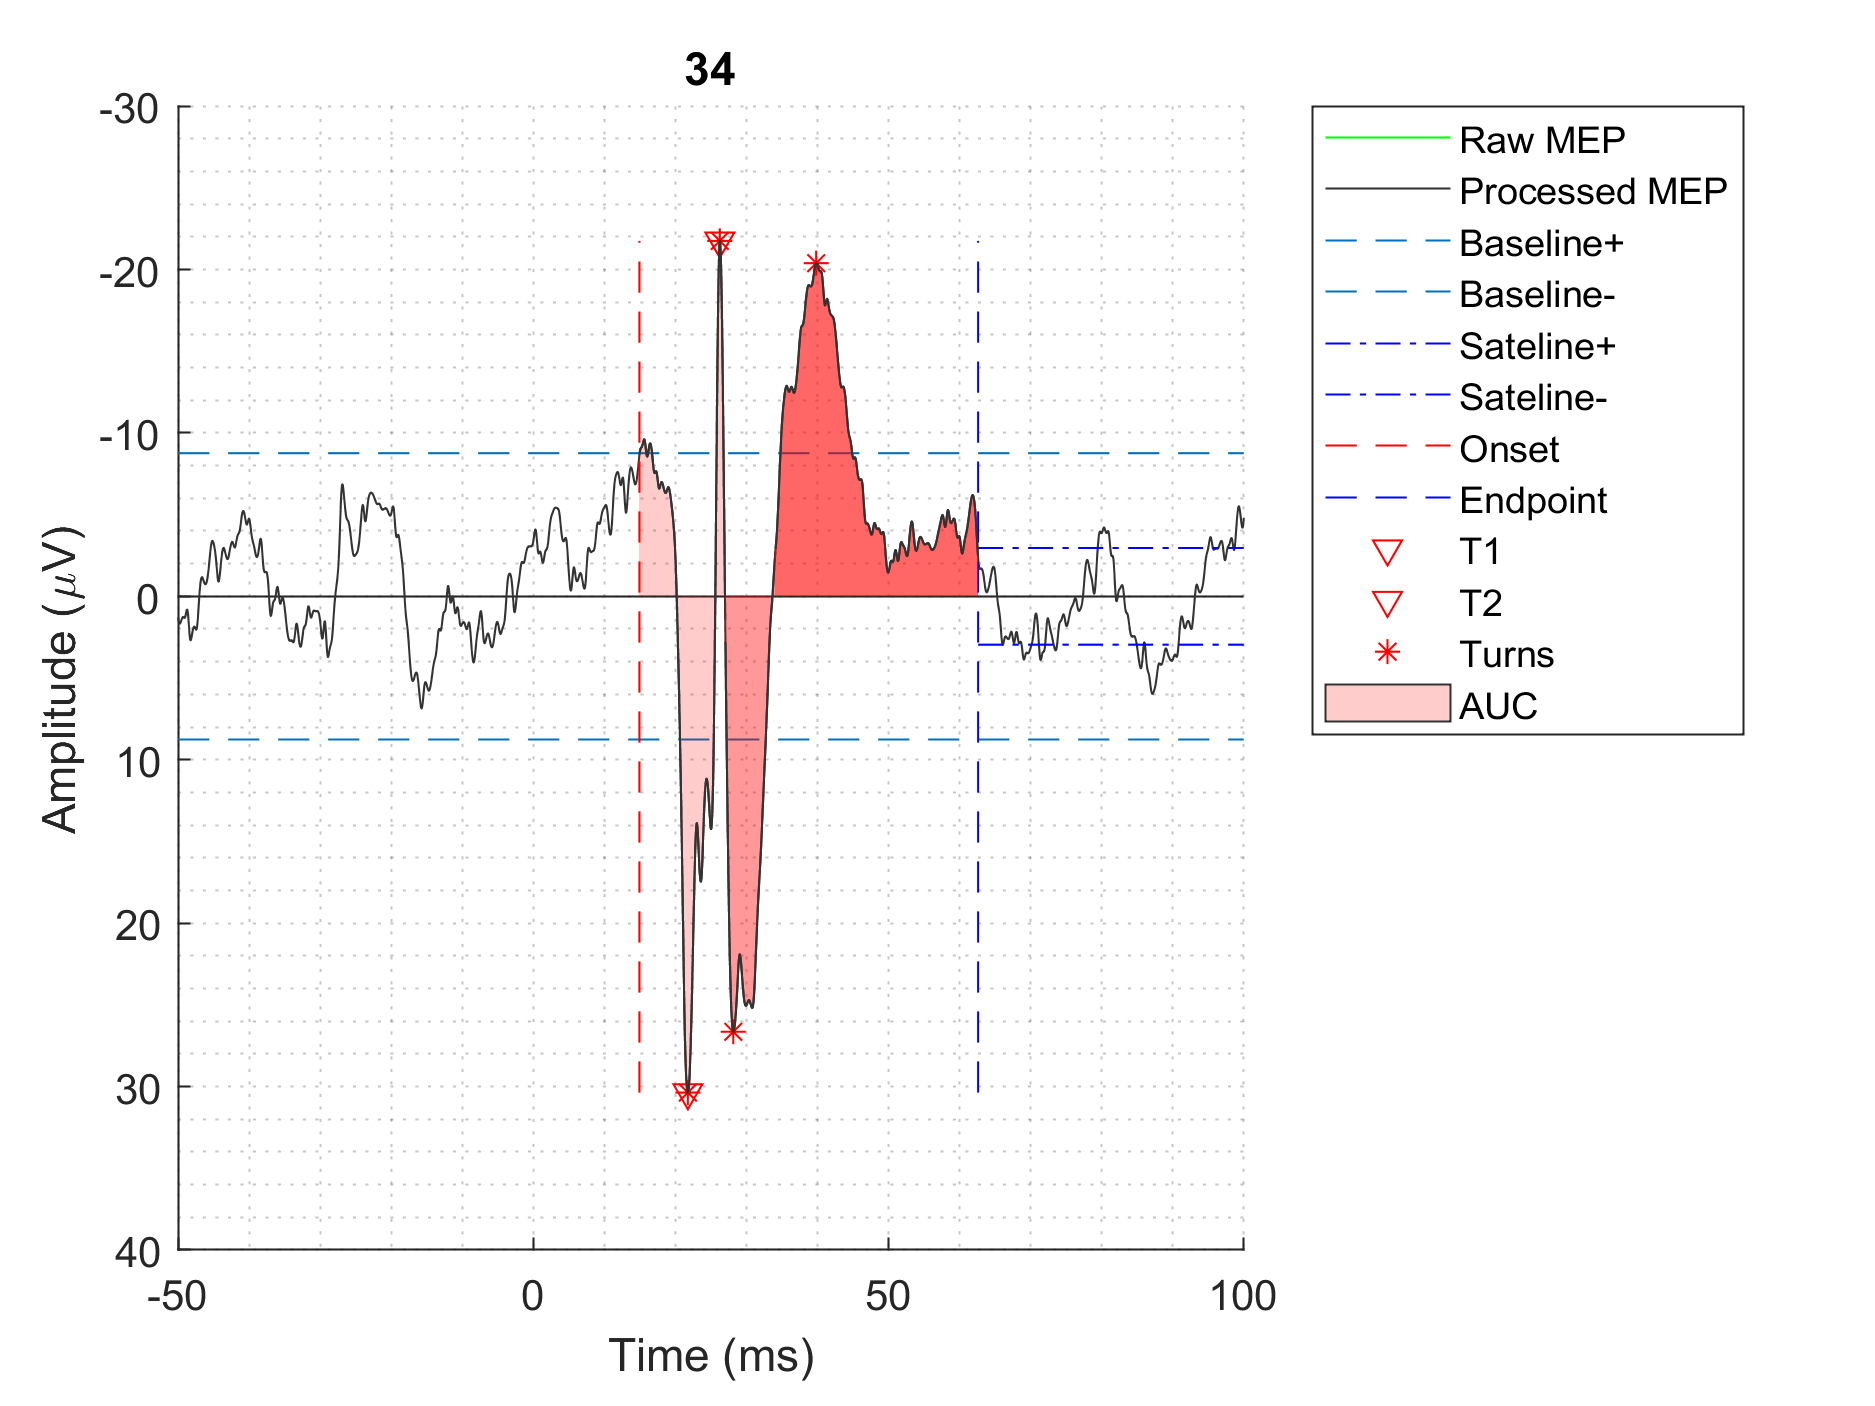 34
-30
-20
-10
0
10
20
30
40
-50
0
50
100
Amplitude (μV)
Time (ms)
Raw MEP
Processed MEP
Baseline+
Baseline-
Sateline+
Sateline-
Onset
Endpoint
T1
T2
Turns
AUC